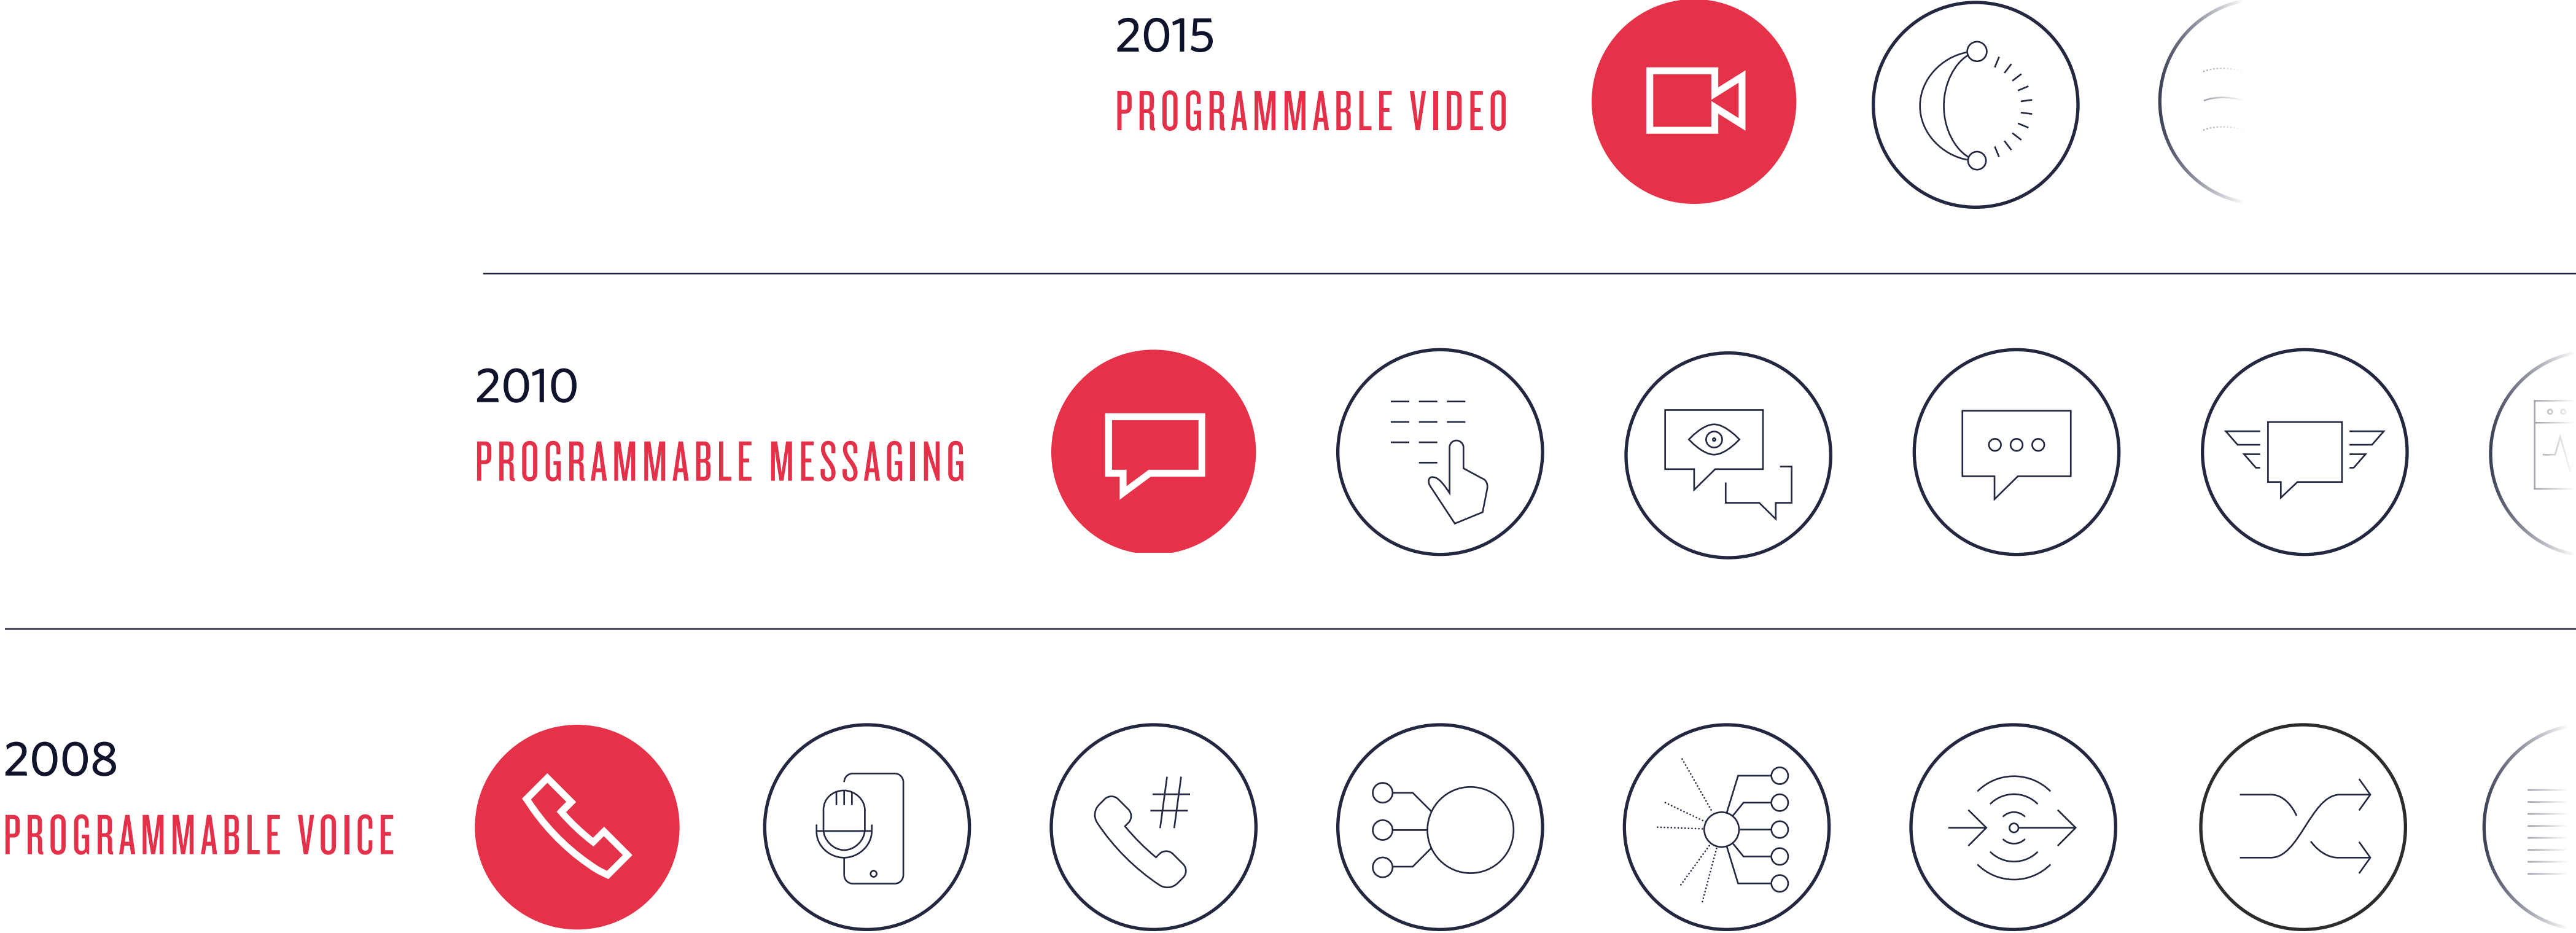 2015
PROGRAMMABLE VIDEO
2010
PROGRAMMABLE MESSAGING
2008
PROGRAMMABLE VOICE
#